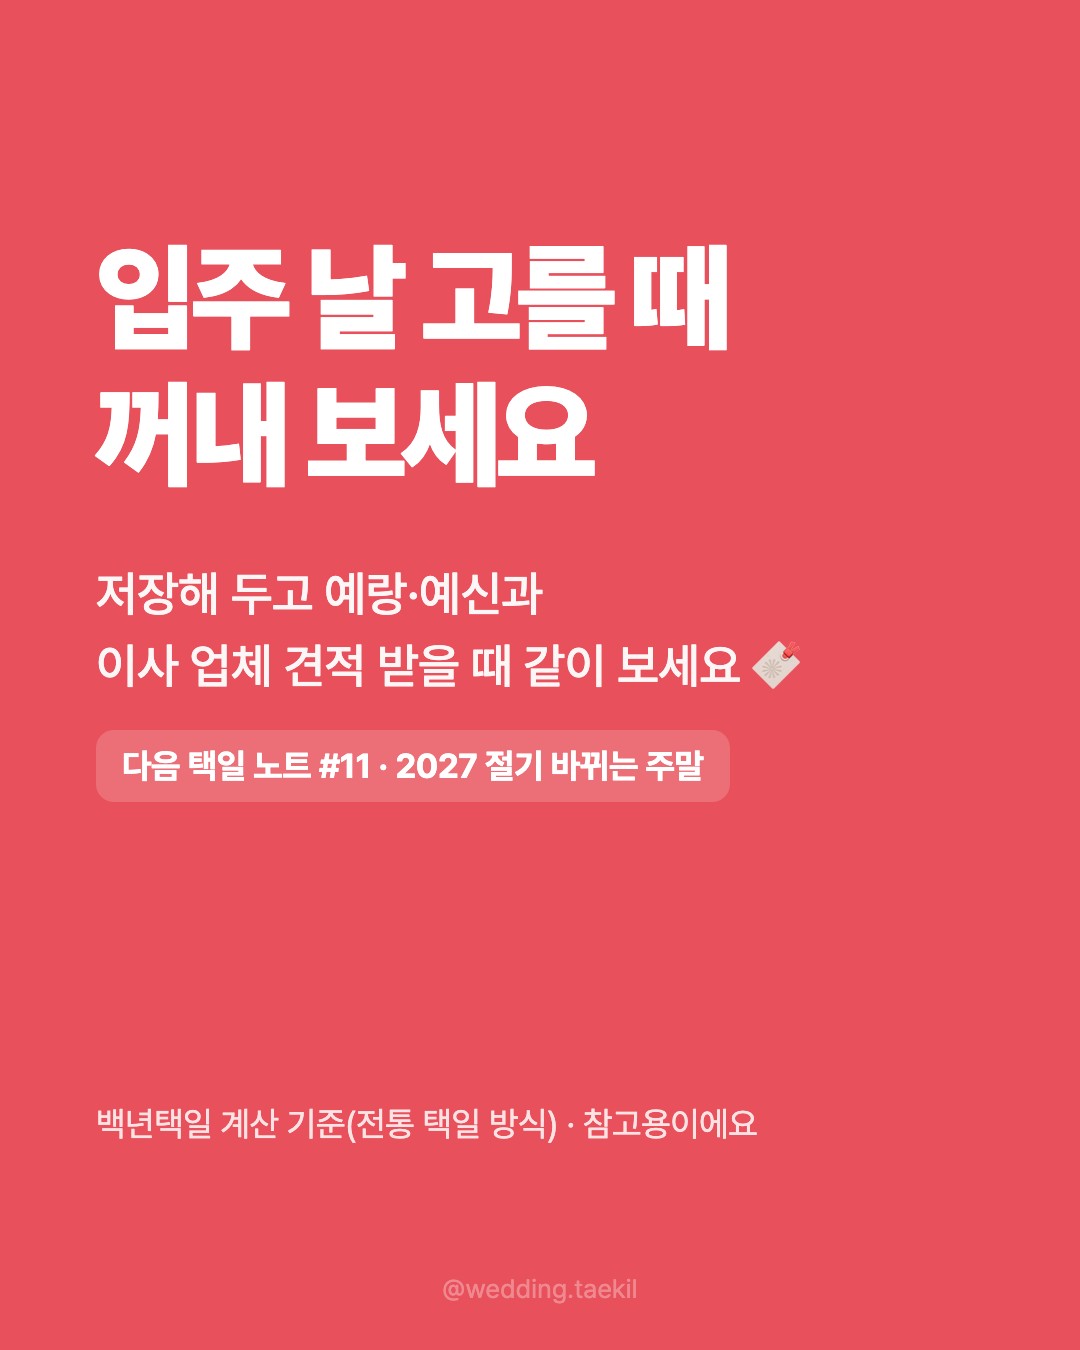 입주 날 고를 때
꺼내 보세요
저장해 두고 예랑·예신과
이사 업체 견적 받을 때 같이 보세요
다음 택일 노트 #11 · 2027 절기 바뀌는 주말
백년택일 계산 기준(전통 택일 방식) · 참고용이에요
@wedding.taekil